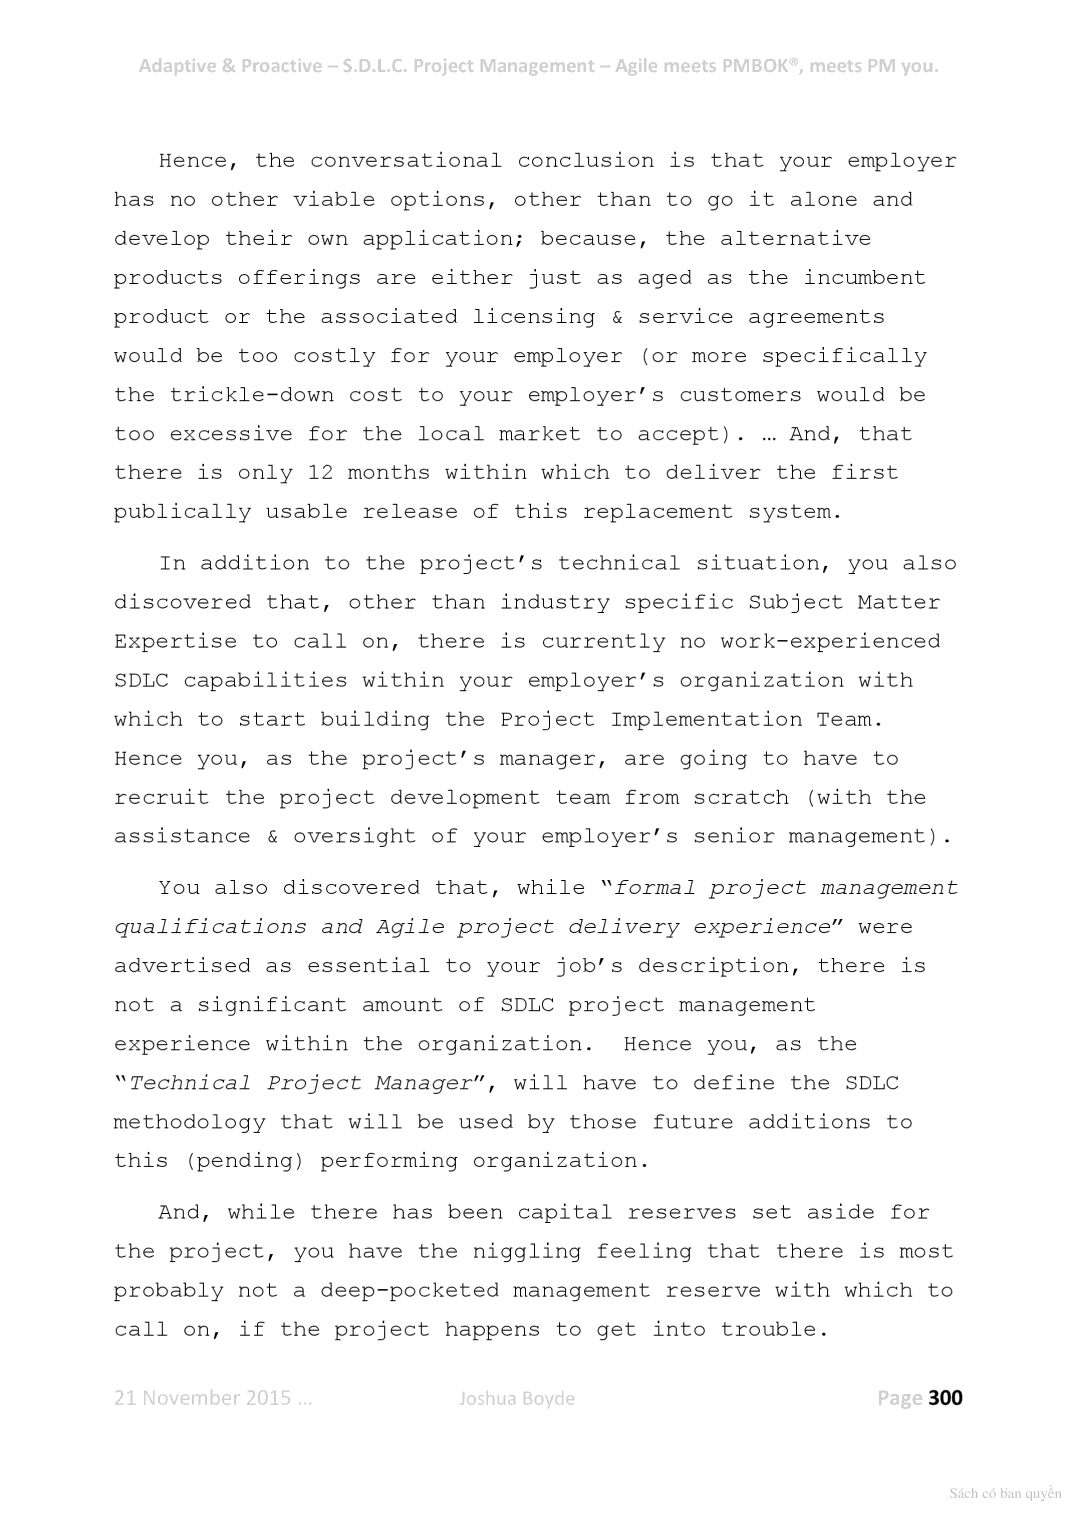 Adaptive & Proactive – S.D.L.C. Project Management – Agile meets PMBOK®, meets PM you.
Hence, the conversational conclusion is that your employer
has no other viable options, other than to go it alone and
develop their own application; because, the alternative
products offerings are either just as aged as the incumbent
product or the associated licensing & service agreements
would be too costly for your employer (or more specifically
the trickle-down cost to your employer’s customers would be
too excessive for the local market to accept). … And, that
there is only 12 months within which to deliver the first
publically usable release of this replacement system.
In addition to the project’s technical situation, you also
discovered that, other than industry specific Subject Matter
Expertise to call on, there is currently no work-experienced
SDLC capabilities within your employer’s organization with
which to start building the Project Implementation Team.
Hence you, as the project’s manager, are going to have to
recruit the project development team from scratch (with the
assistance & oversight of your employer’s senior management).
You also discovered that, while “formal project management
qualifications and Agile project delivery experience” were
advertised as essential to your job’s description, there is
not a significant amount of SDLC project management
experience within the organization.  Hence you, as the
“Technical Project Manager”, will have to define the SDLC
methodology that will be used by those future additions to
this (pending) performing organization.
And, while there has been capital reserves set aside for
the project, you have the niggling feeling that there is most
probably not a deep-pocketed management reserve with which to
call on, if the project happens to get into trouble.
21 November 2015 … Joshua Boyde Page 300
Sách có bản quyền